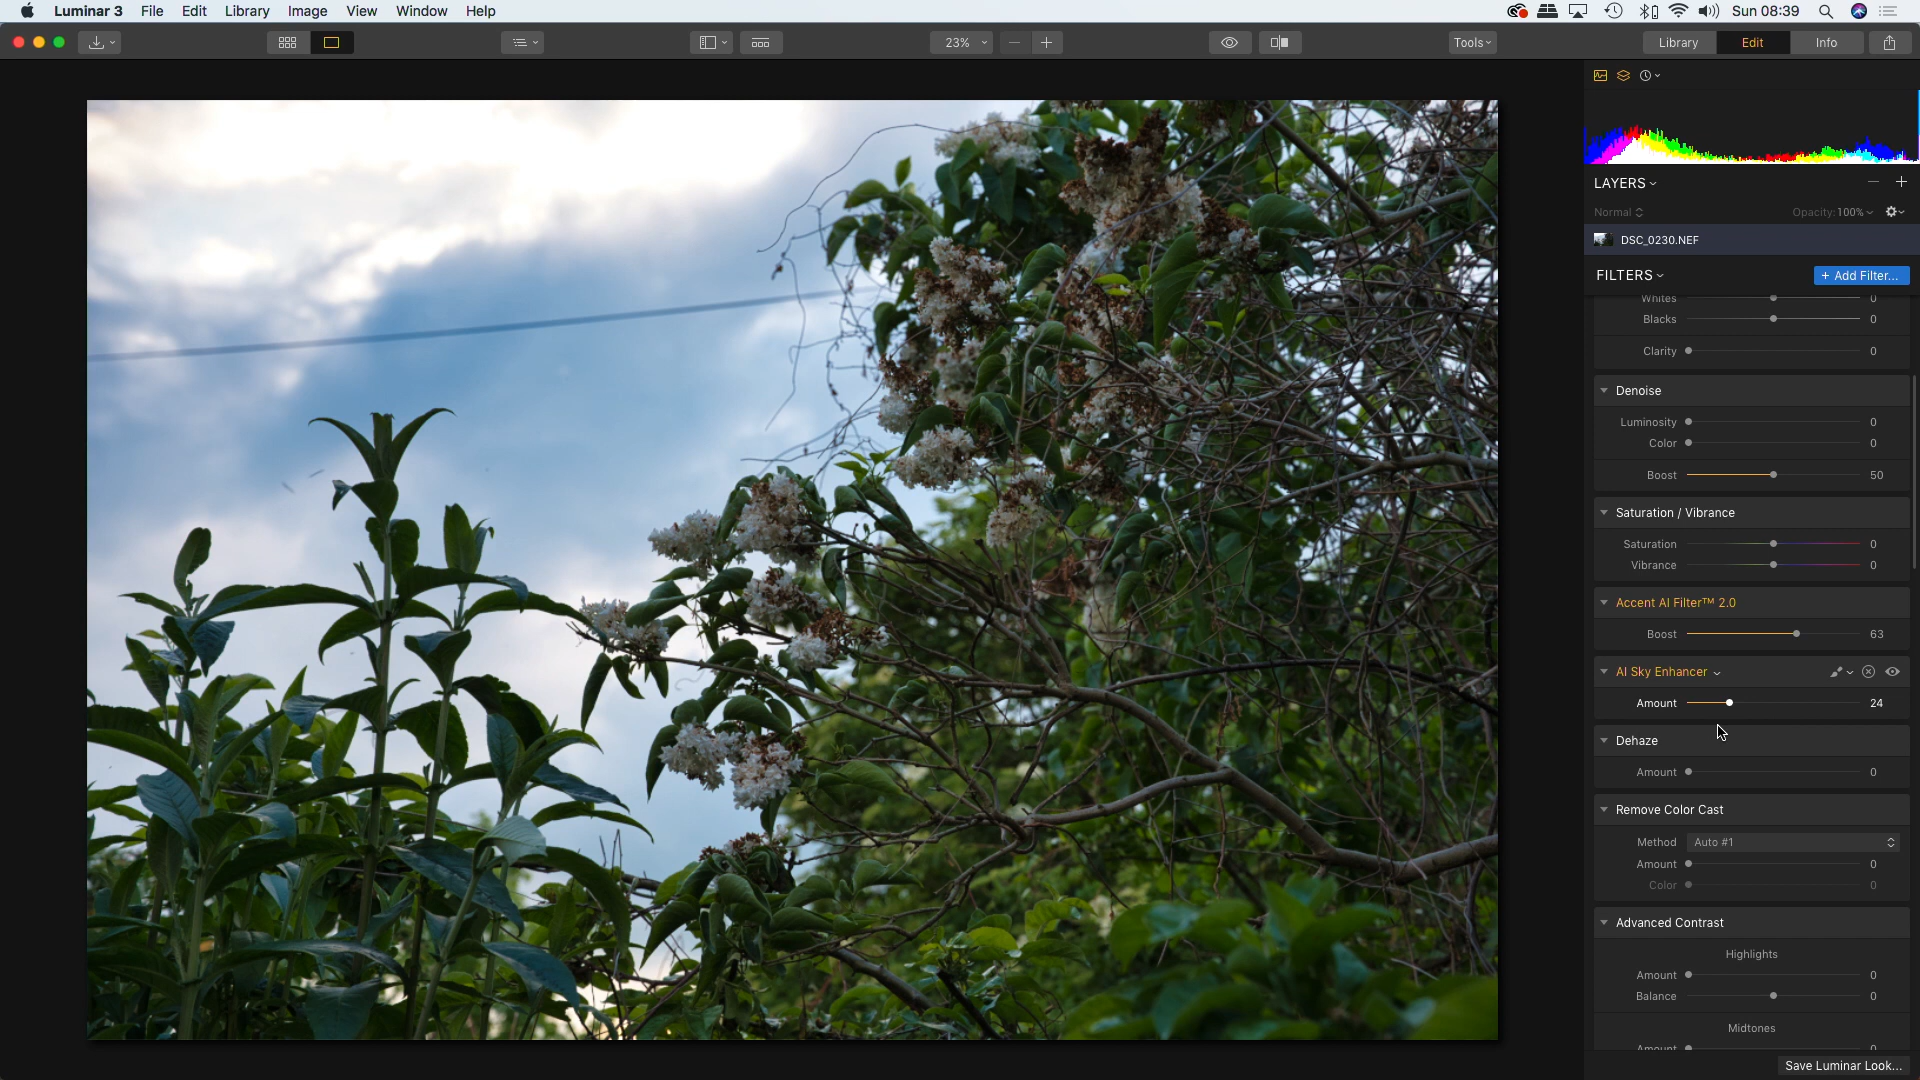 Luminar 3 File Edit Library Image View Window Help Sun 08:39
23% Tools Library Edit Info
LAYERS
Normal Opacity: 100%
DSC_0230.NEF
FILTERS + Add Filter...
Whites 0
Blacks 0
Clarity 0
Denoise
Luminosity 0
Color 0
Boost 50
Saturation / Vibrance
Saturation 0
Vibrance 0
Accent AI Filter™ 2.0
Boost 63
AI Sky Enhancer
Amount 24
Dehaze
Amount 0
Remove Color Cast
Method Auto #1
Amount 0
Color 0
Advanced Contrast
Highlights
Amount 0
Balance 0
Midtones
Amount 0
Save Luminar Look...